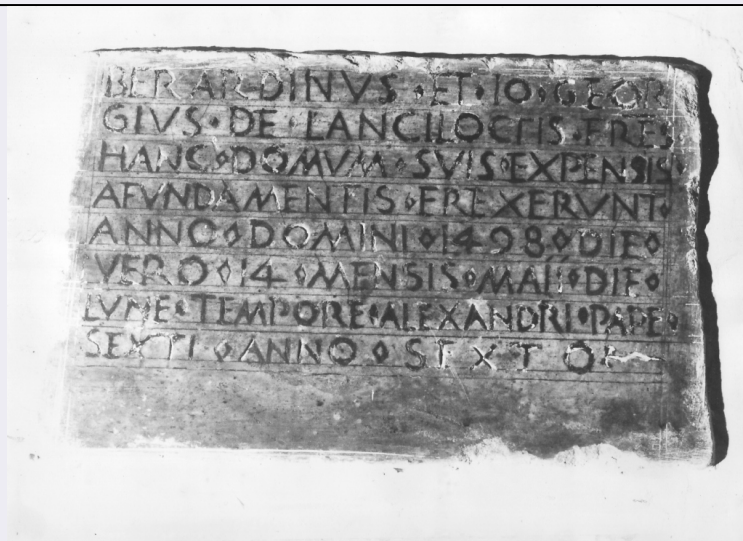 BERARDINVS · ET · IO · GEOR
GIVS · DE · LANCILOCTIS · FRES
HANC · DOMVM · SVIS · EXPENSIS ·
AFVNDAMENTIS · EREXERVNT ·
ANNO · DOMINI · 1498 · DIE ·
VERO · 14 · MENSIS · MAII · DIE ·
LVNE · TEMPORE · ALEXANDRI · PAPE ·
SEXTI · ANNO · SEXTO